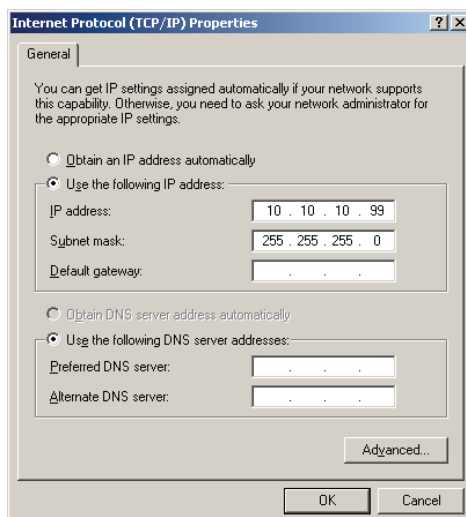 Internet Protocol (TCP/IP) Properties
? X
General
You can get IP settings assigned automatically if your network supports
this capability. Otherwise, you need to ask your network administrator for
the appropriate IP settings.
Obtain an IP address automatically
Use the following IP address:
IP address: 10 . 10 . 10 . 99
Subnet mask: 255 . 255 . 255 . 0
Default gateway: . . .
Obtain DNS server address automatically
Use the following DNS server addresses:
Preferred DNS server: . . .
Alternate DNS server: . . .
Advanced...
OK Cancel